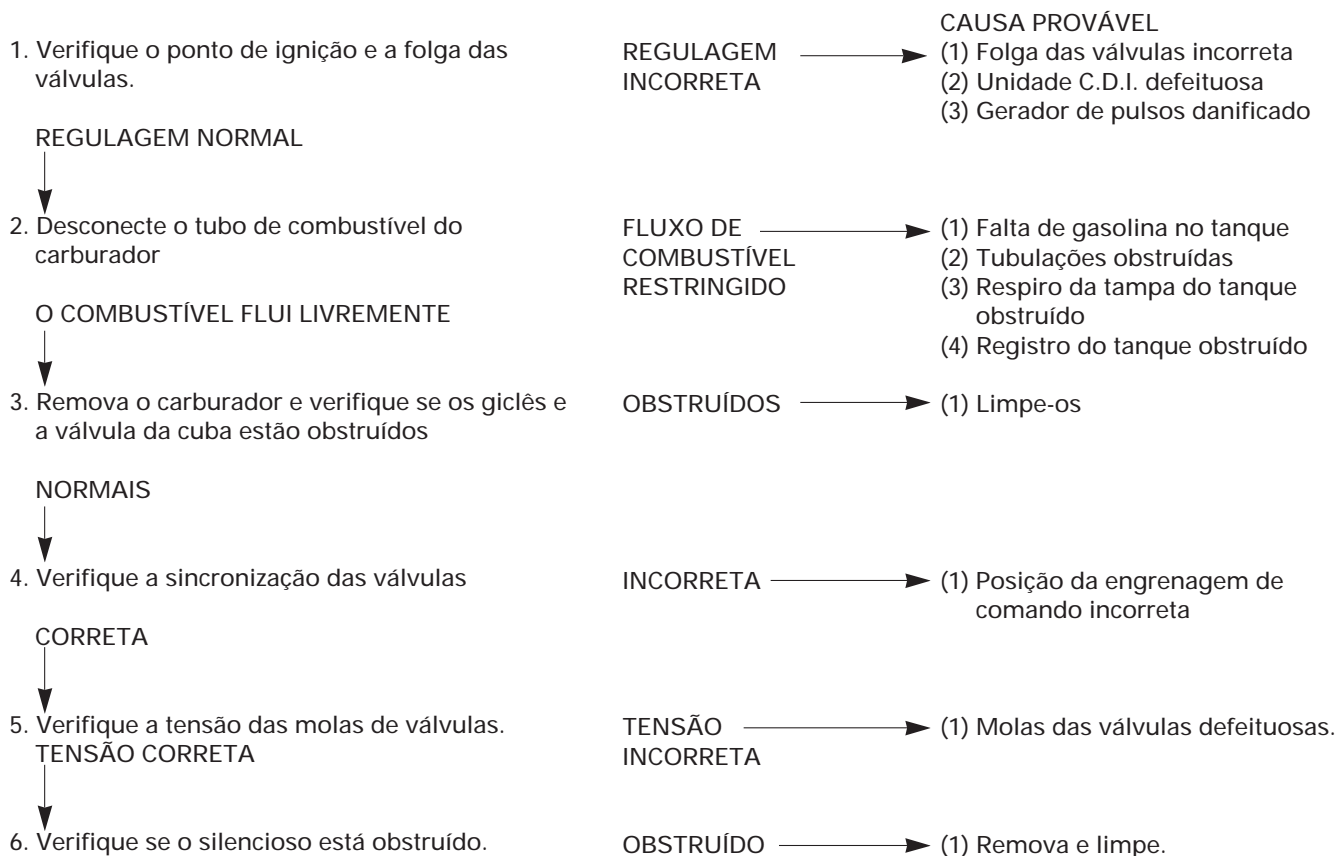 CAUSA PROVÁVEL
1. Verifique o ponto de ignição e a folga das
válvulas.
REGULAGEM
INCORRETA
(1) Folga das válvulas incorreta
(2) Unidade C.D.I. defeituosa
(3) Gerador de pulsos danificado
REGULAGEM NORMAL
2. Desconecte o tubo de combustível do
carburador
FLUXO DE
COMBUSTÍVEL
RESTRINGIDO
(1) Falta de gasolina no tanque
(2) Tubulações obstruídas
(3) Respiro da tampa do tanque
obstruído
(4) Registro do tanque obstruído
O COMBUSTÍVEL FLUI LIVREMENTE
3. Remova o carburador e verifique se os giclês e
a válvula da cuba estão obstruídos
OBSTRUÍDOS
(1) Limpe-os
NORMAIS
4. Verifique a sincronização das válvulas
INCORRETA
(1) Posição da engrenagem de
comando incorreta
CORRETA
5. Verifique a tensão das molas de válvulas.
TENSÃO CORRETA
TENSÃO
INCORRETA
(1) Molas das válvulas defeituosas.
6. Verifique se o silencioso está obstruído.
OBSTRUÍDO
(1) Remova e limpe.